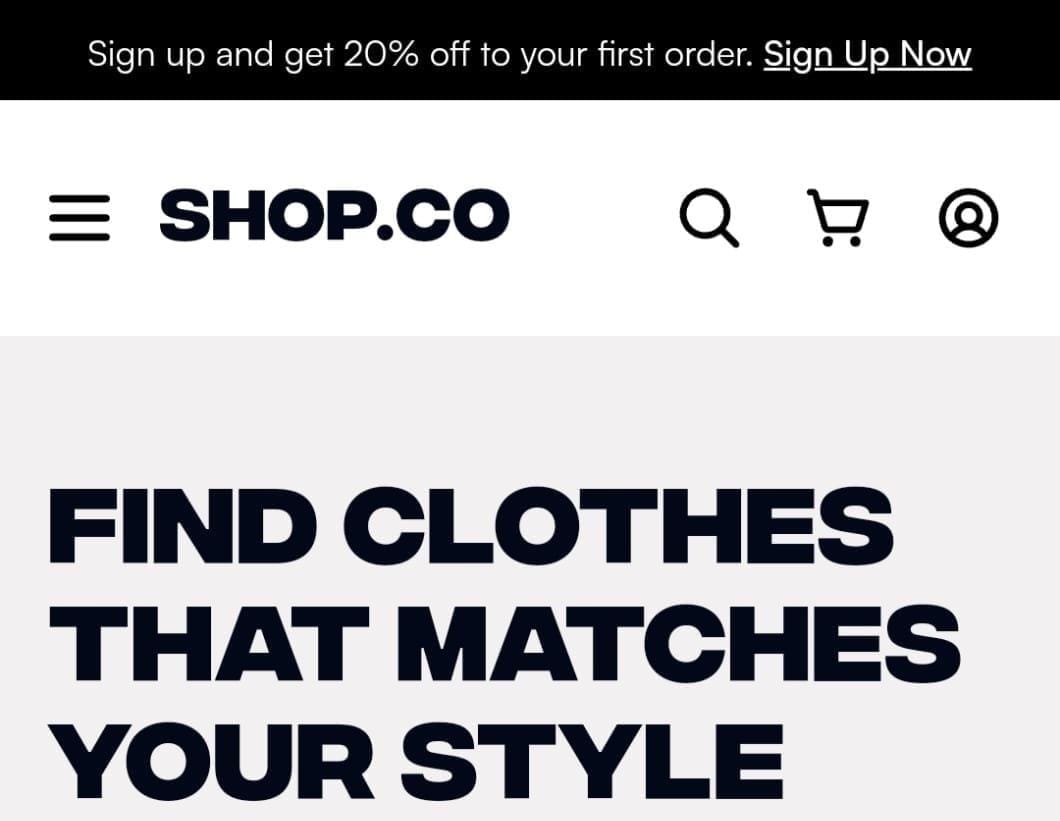 Sign up and get 20% off to your first order. Sign Up Now
SHOP.CO
FIND CLOTHES
THAT MATCHES
YOUR STYLE